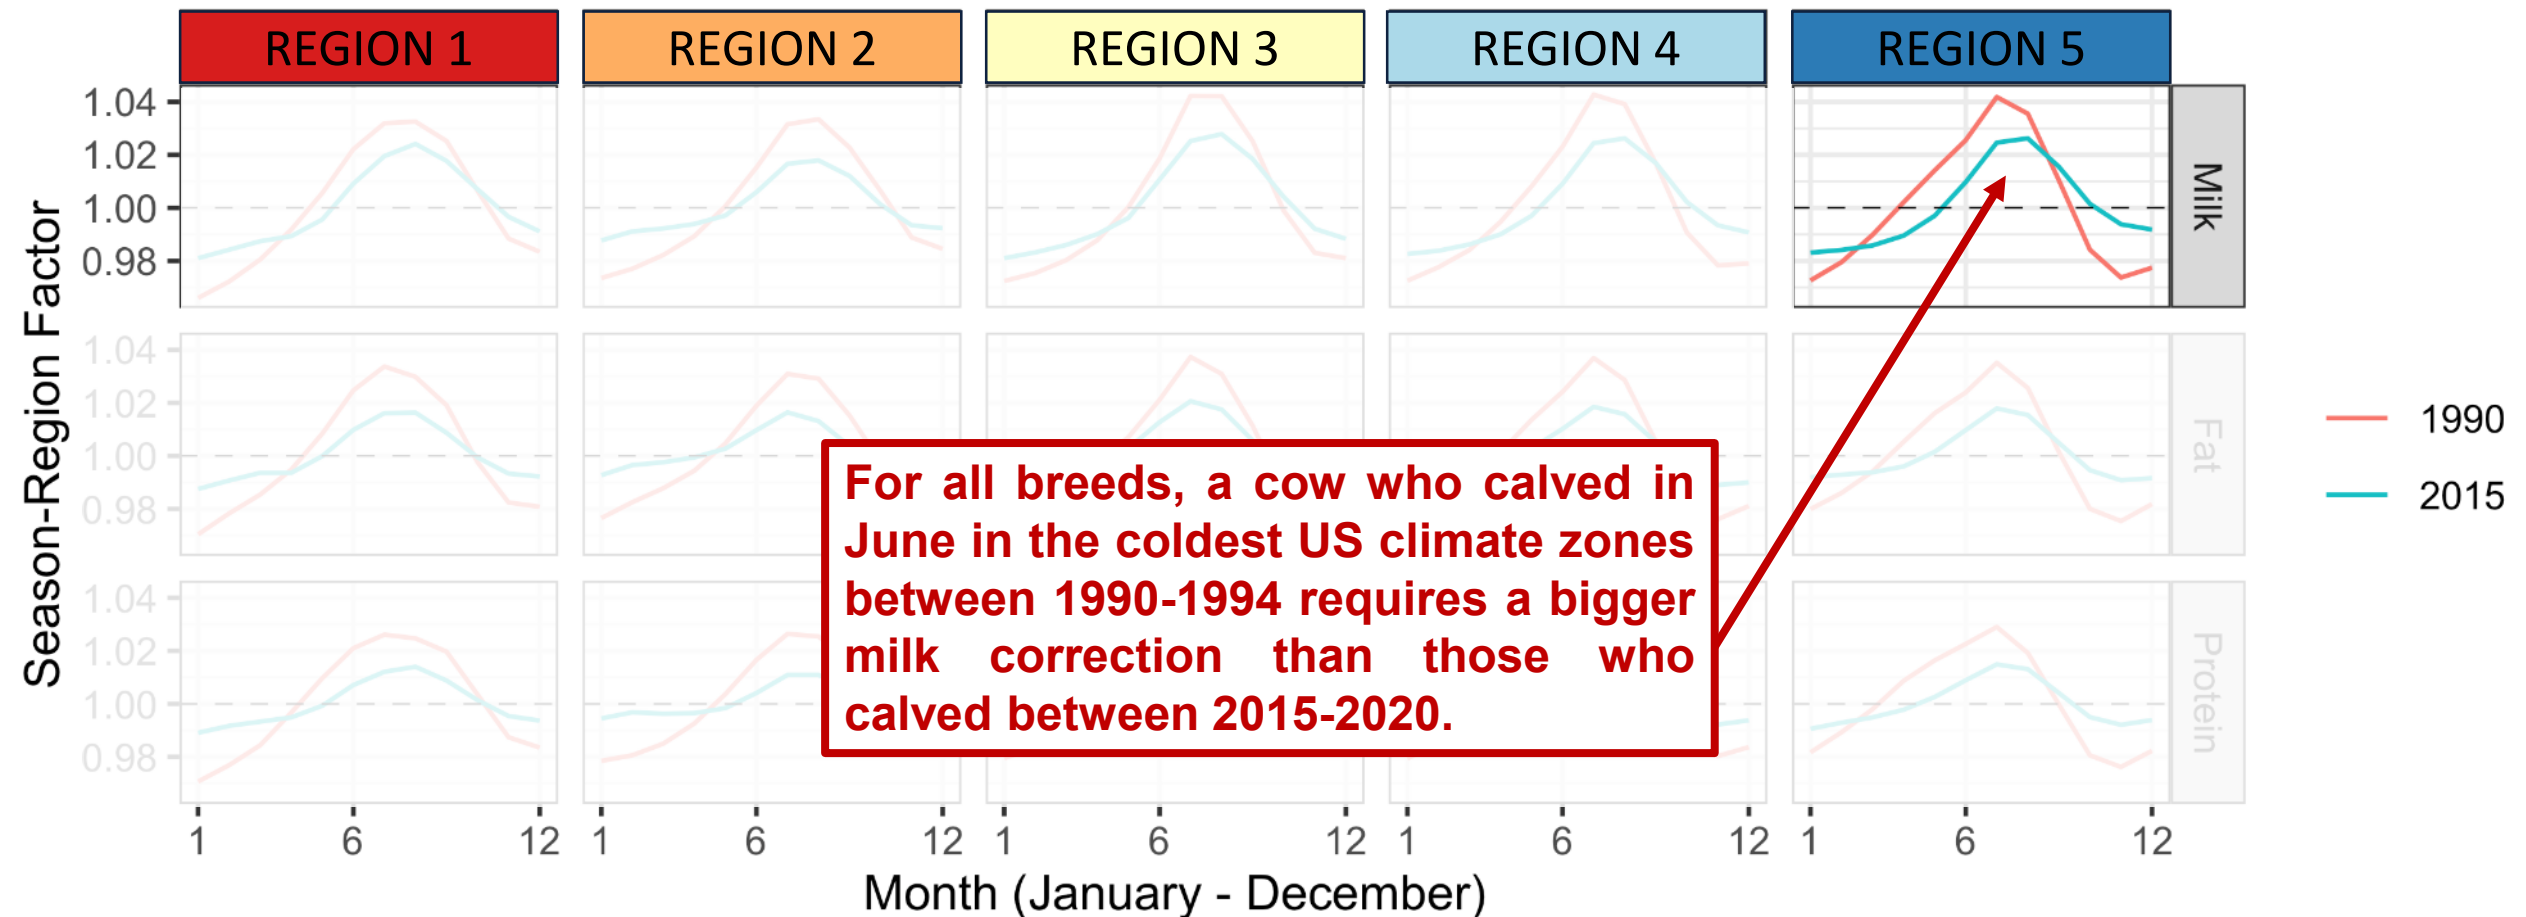 REGION 1
REGION 2
REGION 3
REGION 4
REGION 5
Season-Region Factor
1.04
1.02
1.00
0.98
Milk
1.04
1.02
1.00
0.98
Fat
1.04
1.02
1.00
0.98
Protein
For all breeds, a cow who calved in
June in the coldest US climate zones
between 1990-1994 requires a bigger
milk correction than those who
calved between 2015-2020.
1990
2015
1 6 12
1 6 12
1 6 12
1 6 12
1 6 12
Month (January - December)